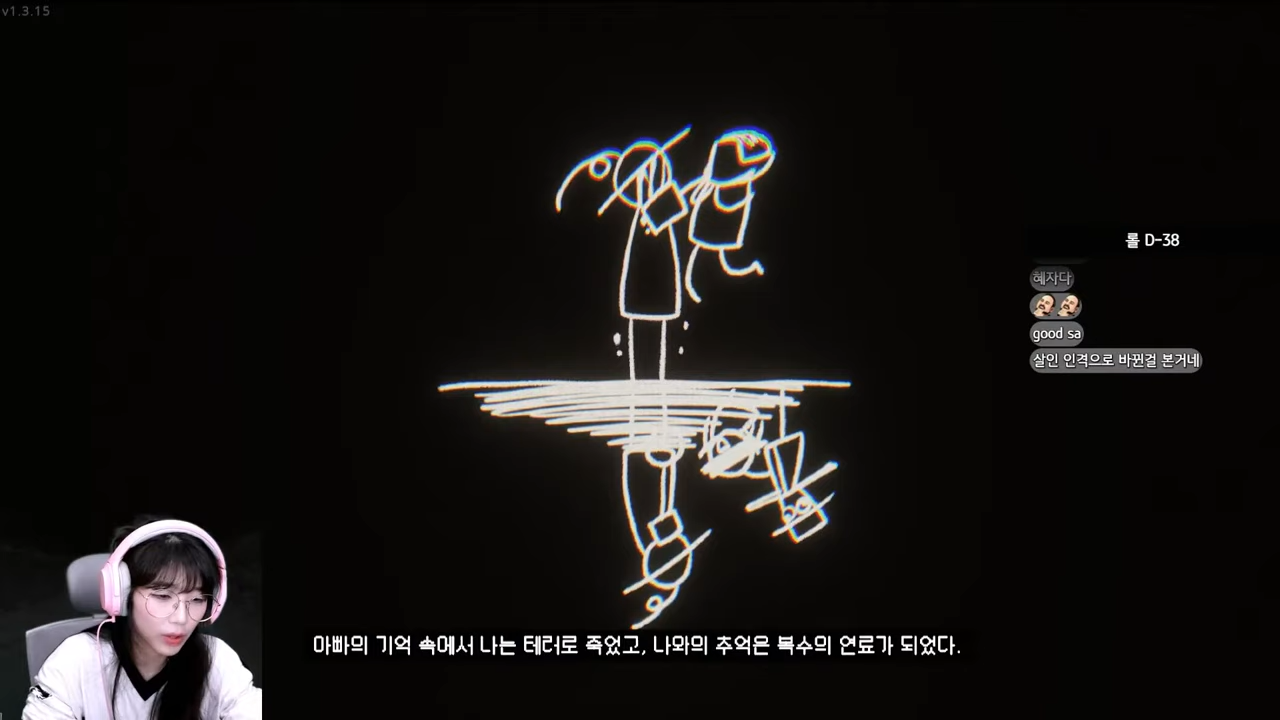 v1.3.15
롤 D-38
혜자다
good sa
살인 인격으로 바뀐걸 본거네
아빠의 기억 속에서 나는 테러로 죽었고, 나와의 추억은 복수의 연료가 되었다.